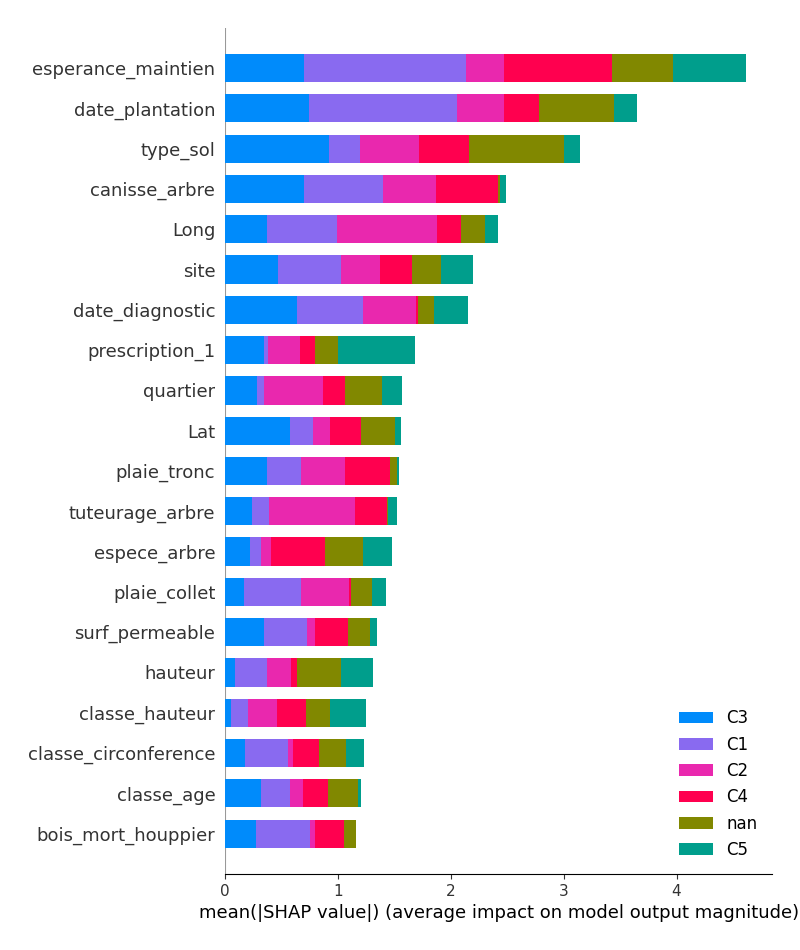 esperance_maintien
date_plantation
type_sol
canisse_arbre
Long
site
date_diagnostic
prescription_1
quartier
Lat
plaie_tronc
tuteurage_arbre
espece_arbre
plaie_collet
surf_permeable
hauteur
classe_hauteur
classe_circonference
classe_age
bois_mort_houppier
C3
C1
C2
C4
nan
C5
0 1 2 3 4
mean(|SHAP value|) (average impact on model output magnitude)